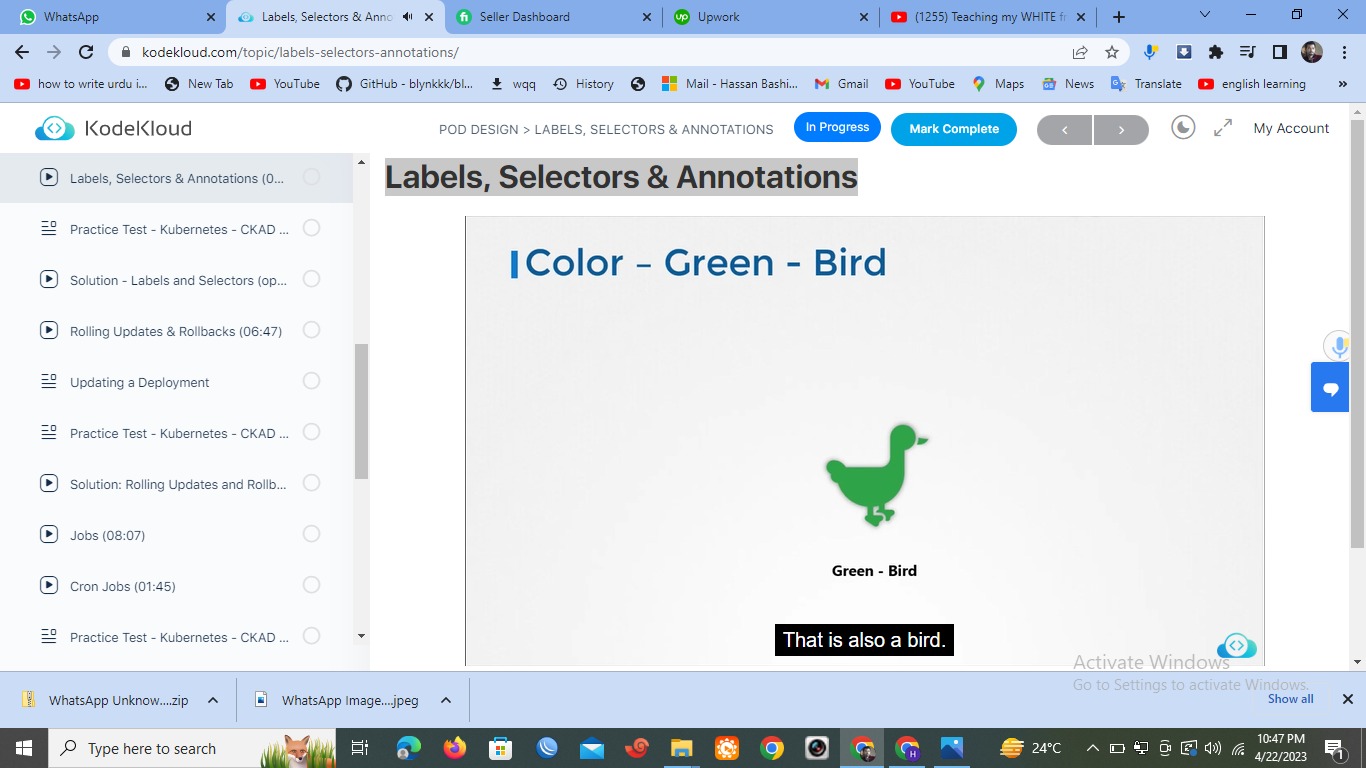 WhatsApp
Labels, Selectors & Anno
Seller Dashboard
Upwork
(1255) Teaching my WHITE fr
kodekloud.com/topic/labels-selectors-annotations/
how to write urdu i...
New Tab
YouTube
GitHub - blynkkk/bl...
wqq
History
Mail - Hassan Bashi...
Gmail
YouTube
Maps
News
Translate
english learning
KodeKloud
POD DESIGN > LABELS, SELECTORS & ANNOTATIONS
In Progress
Mark Complete
My Account
Labels, Selectors & Annotations (0...
Practice Test - Kubernetes - CKAD ...
Solution - Labels and Selectors (op...
Rolling Updates & Rollbacks (06:47)
Updating a Deployment
Practice Test - Kubernetes - CKAD ...
Solution: Rolling Updates and Rollb...
Jobs (08:07)
Cron Jobs (01:45)
Practice Test - Kubernetes - CKAD ...
Labels, Selectors & Annotations
Color – Green - Bird
Green - Bird
That is also a bird.
Activate Windows
Go to Settings to activate Windows.
WhatsApp Unknow....zip
WhatsApp Image....jpeg
Show all
Type here to search
24°C
10:47 PM
4/22/2023
1